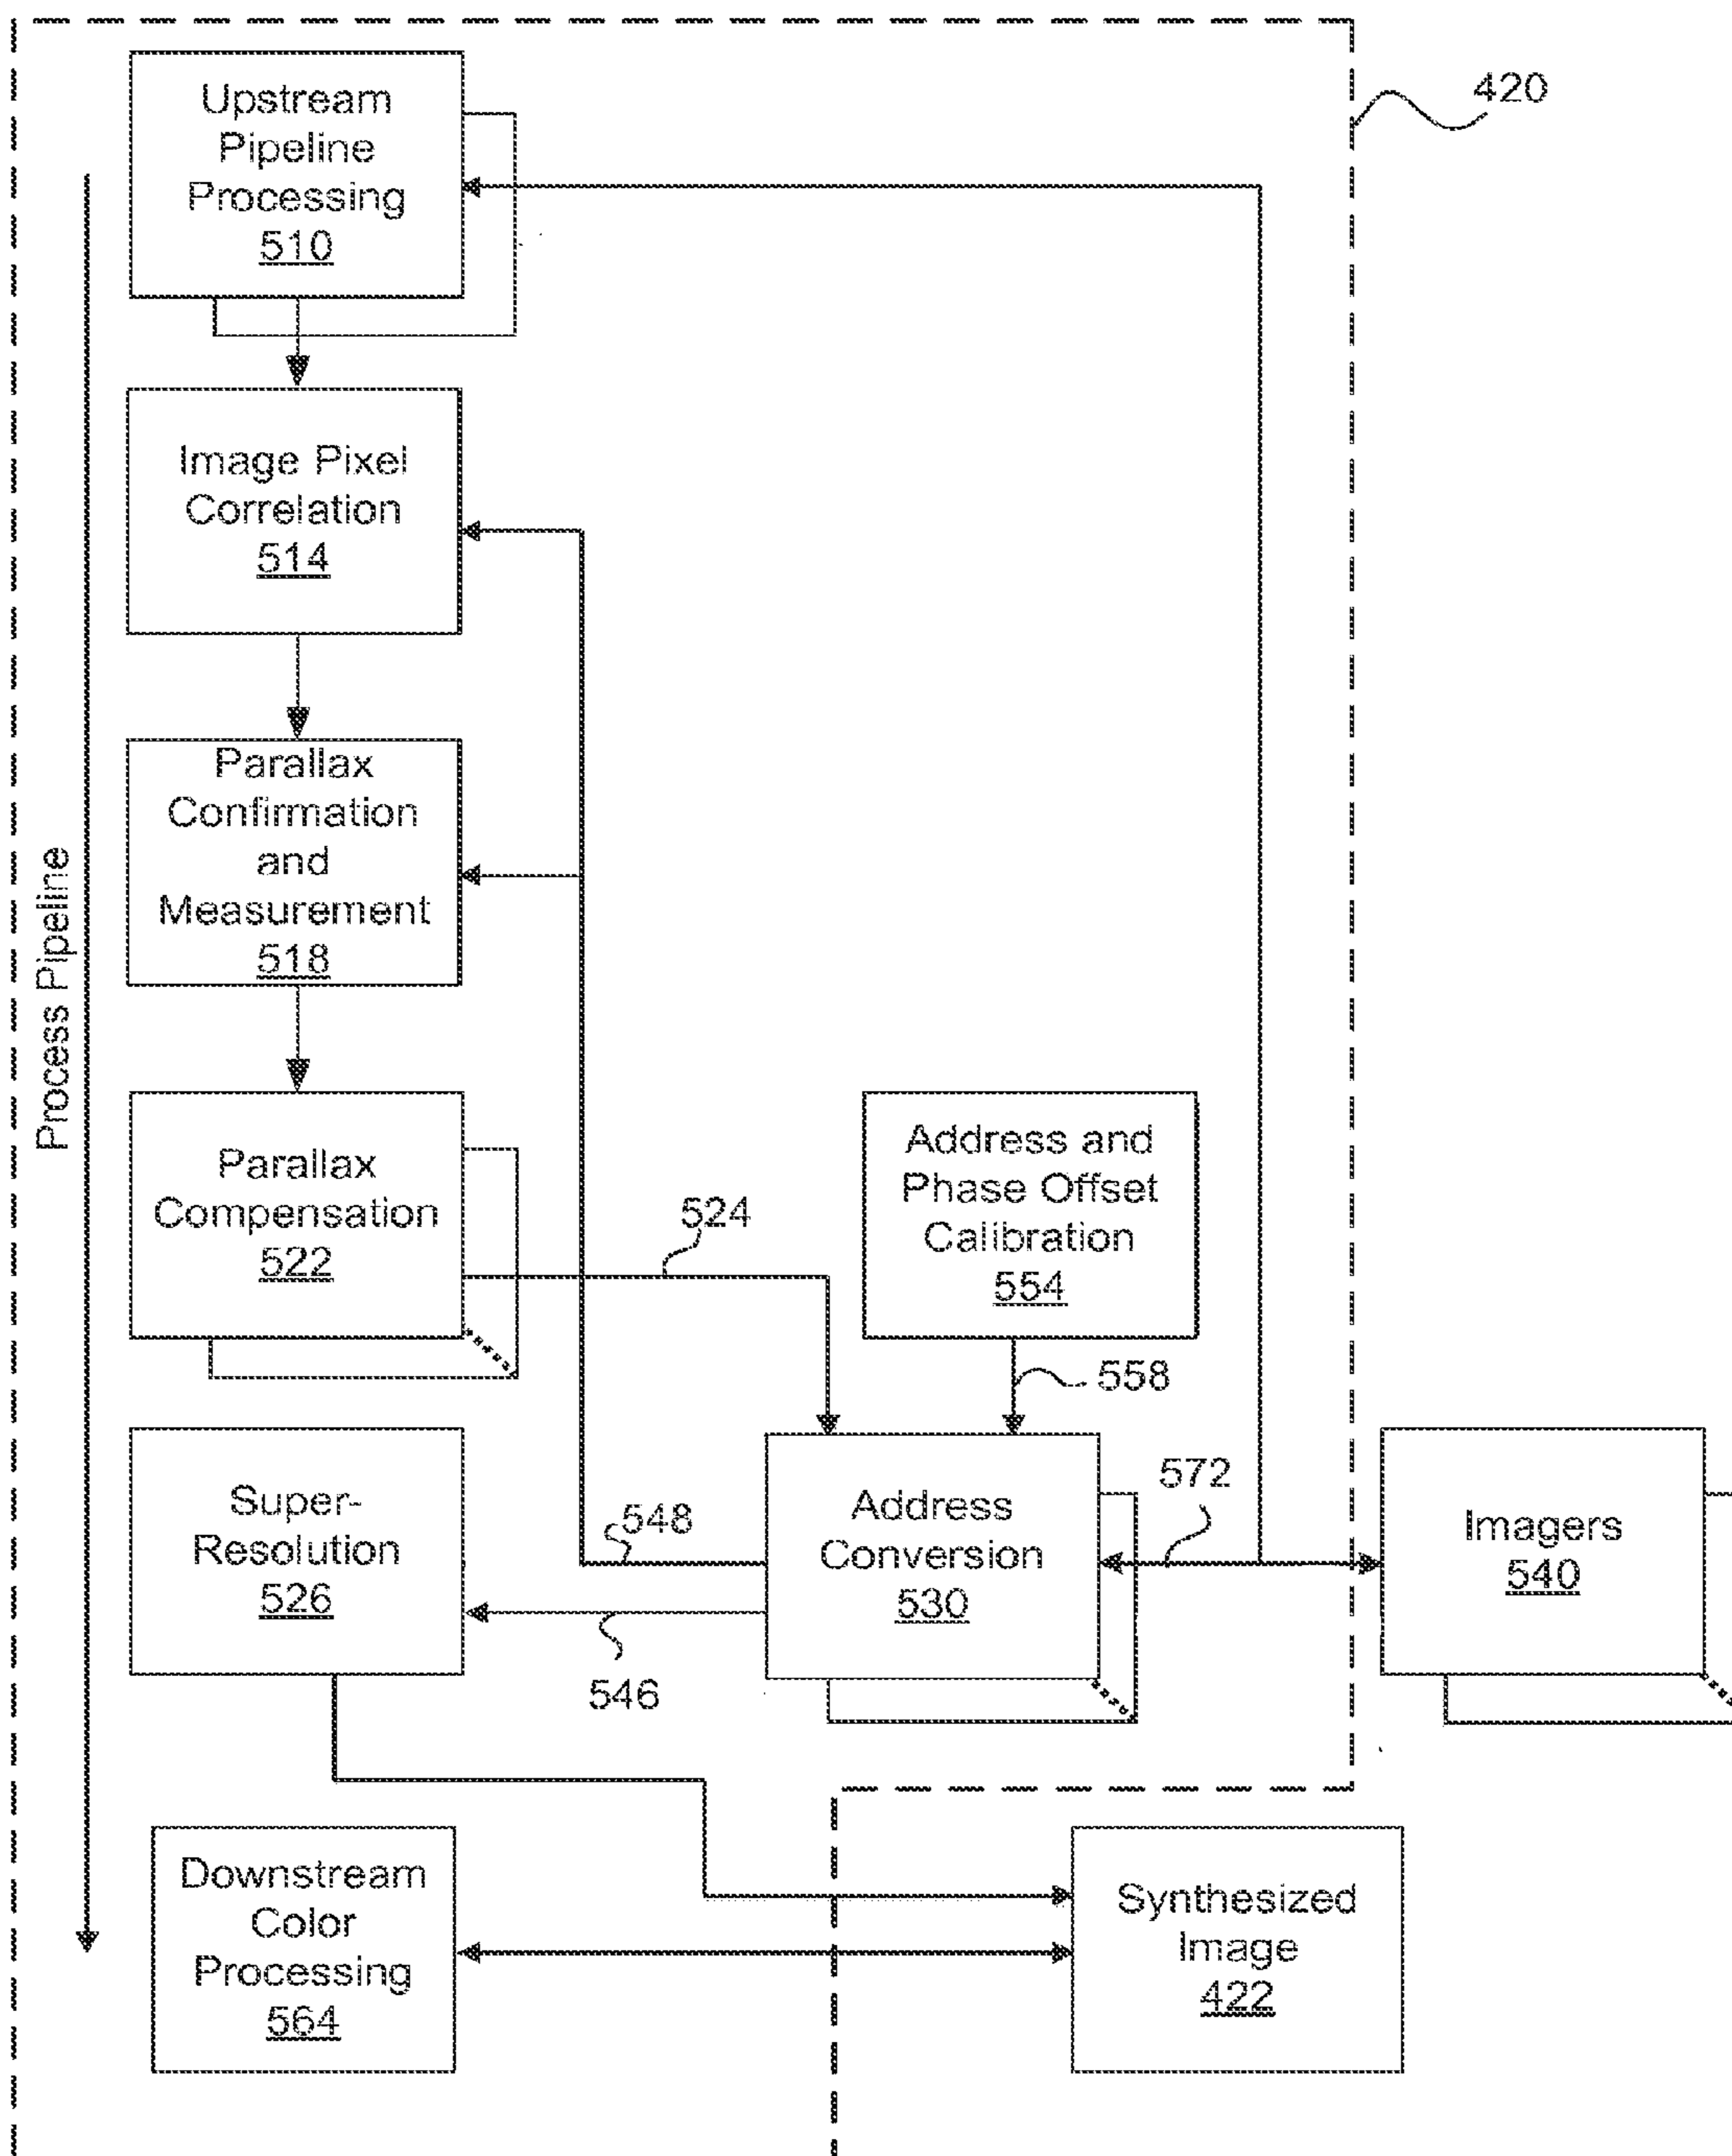 420
Upstream
Pipeline
Processing
510
Image Pixel
Correlation
514
Parallax
Confirmation
and
Measurement
518
Process Pipeline
Parallax
Compensation
522
524
Address and
Phase Offset
Calibration
554
558
Super-
Resolution
526
548
546
Address
Conversion
530
572
Imagers
540
Downstream
Color
Processing
564
Synthesized
Image
422